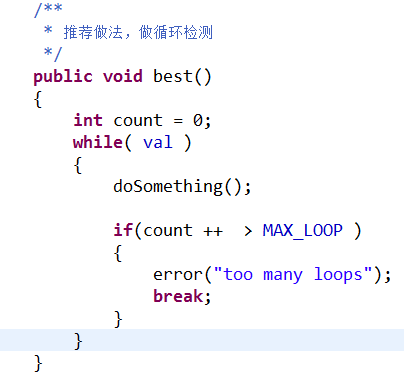 /**
 * 推荐做法，做循环检测
 */
public void best()
{
    int count = 0;
    while( val )
    {
        doSomething();
        if(count ++  > MAX_LOOP )
        {
            error("too many loops");
            break;
        }
    }
}